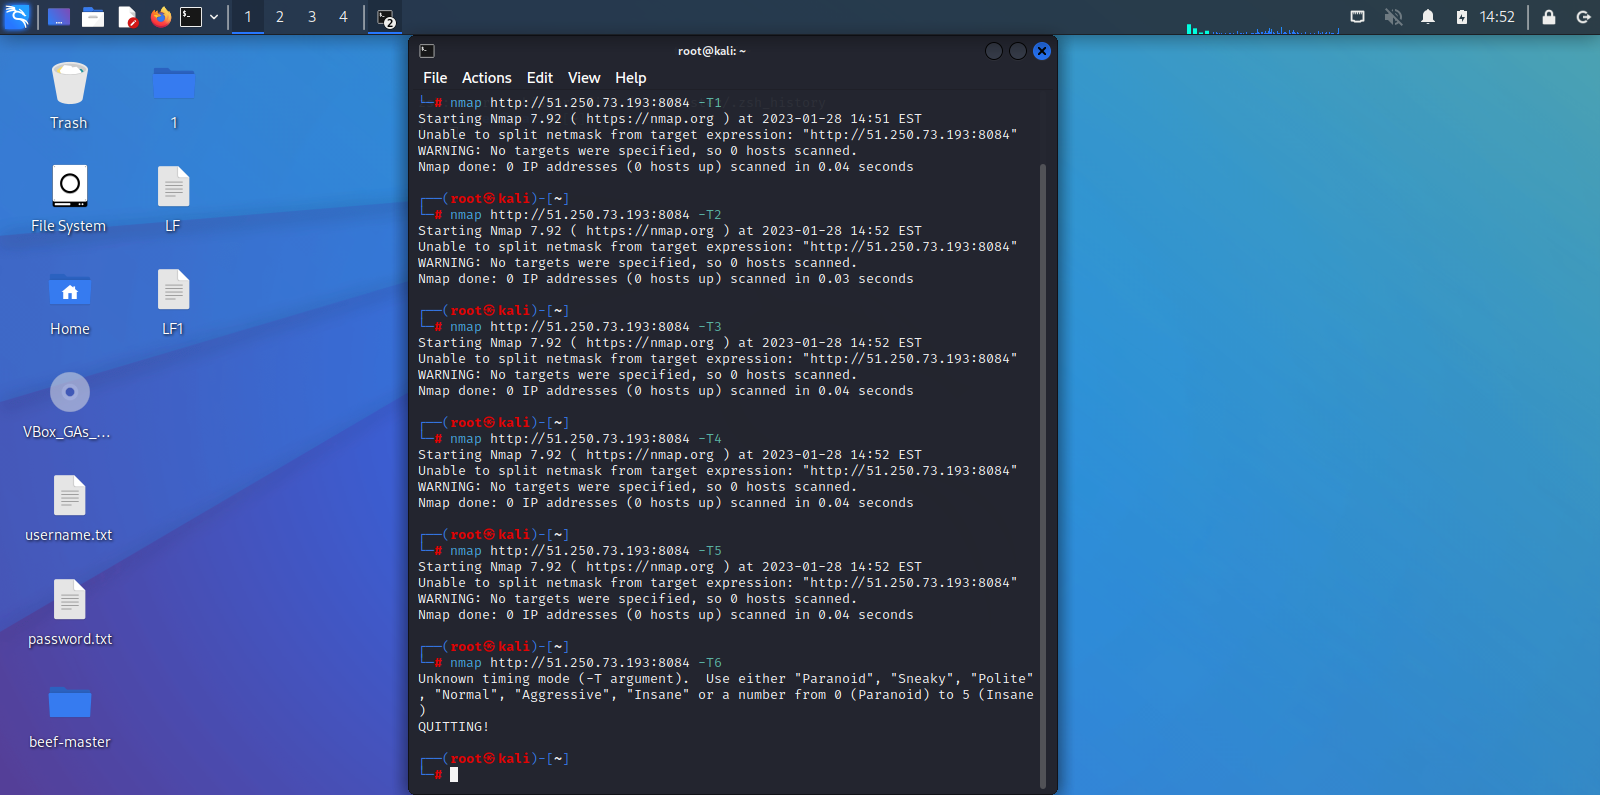 1 2 3 4
2
14:52
root@kali: ~
File Actions Edit View Help
Trash
1
File System
LF
Home
LF1
VBox_GAs_...
username.txt
password.txt
beef-master
└─# nmap http://51.250.73.193:8084 -T1
Starting Nmap 7.92 ( https://nmap.org ) at 2023-01-28 14:51 EST
Unable to split netmask from target expression: "http://51.250.73.193:8084"
WARNING: No targets were specified, so 0 hosts scanned.
Nmap done: 0 IP addresses (0 hosts up) scanned in 0.04 seconds
┌──(root㉿kali)-[~]
└─# nmap http://51.250.73.193:8084 -T2
Starting Nmap 7.92 ( https://nmap.org ) at 2023-01-28 14:52 EST
Unable to split netmask from target expression: "http://51.250.73.193:8084"
WARNING: No targets were specified, so 0 hosts scanned.
Nmap done: 0 IP addresses (0 hosts up) scanned in 0.03 seconds
┌──(root㉿kali)-[~]
└─# nmap http://51.250.73.193:8084 -T3
Starting Nmap 7.92 ( https://nmap.org ) at 2023-01-28 14:52 EST
Unable to split netmask from target expression: "http://51.250.73.193:8084"
WARNING: No targets were specified, so 0 hosts scanned.
Nmap done: 0 IP addresses (0 hosts up) scanned in 0.04 seconds
┌──(root㉿kali)-[~]
└─# nmap http://51.250.73.193:8084 -T4
Starting Nmap 7.92 ( https://nmap.org ) at 2023-01-28 14:52 EST
Unable to split netmask from target expression: "http://51.250.73.193:8084"
WARNING: No targets were specified, so 0 hosts scanned.
Nmap done: 0 IP addresses (0 hosts up) scanned in 0.04 seconds
┌──(root㉿kali)-[~]
└─# nmap http://51.250.73.193:8084 -T5
Starting Nmap 7.92 ( https://nmap.org ) at 2023-01-28 14:52 EST
Unable to split netmask from target expression: "http://51.250.73.193:8084"
WARNING: No targets were specified, so 0 hosts scanned.
Nmap done: 0 IP addresses (0 hosts up) scanned in 0.04 seconds
┌──(root㉿kali)-[~]
└─# nmap http://51.250.73.193:8084 -T6
Unknown timing mode (-T argument).  Use either "Paranoid", "Sneaky", "Polite"
, "Normal", "Aggressive", "Insane" or a number from 0 (Paranoid) to 5 (Insane
)
QUITTING!
┌──(root㉿kali)-[~]
└─#